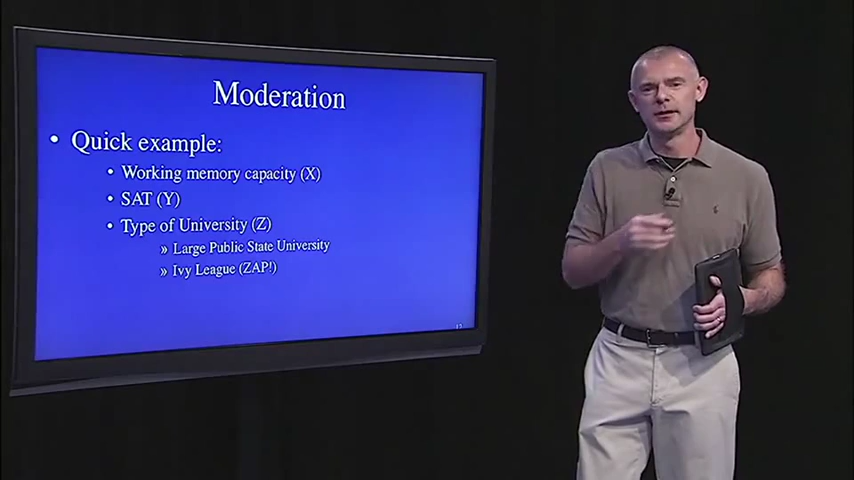 Moderation
• Quick example:
• Working memory capacity (X)
• SAT (Y)
• Type of University (Z)
» Large Public State University
» Ivy League (ZAP!)